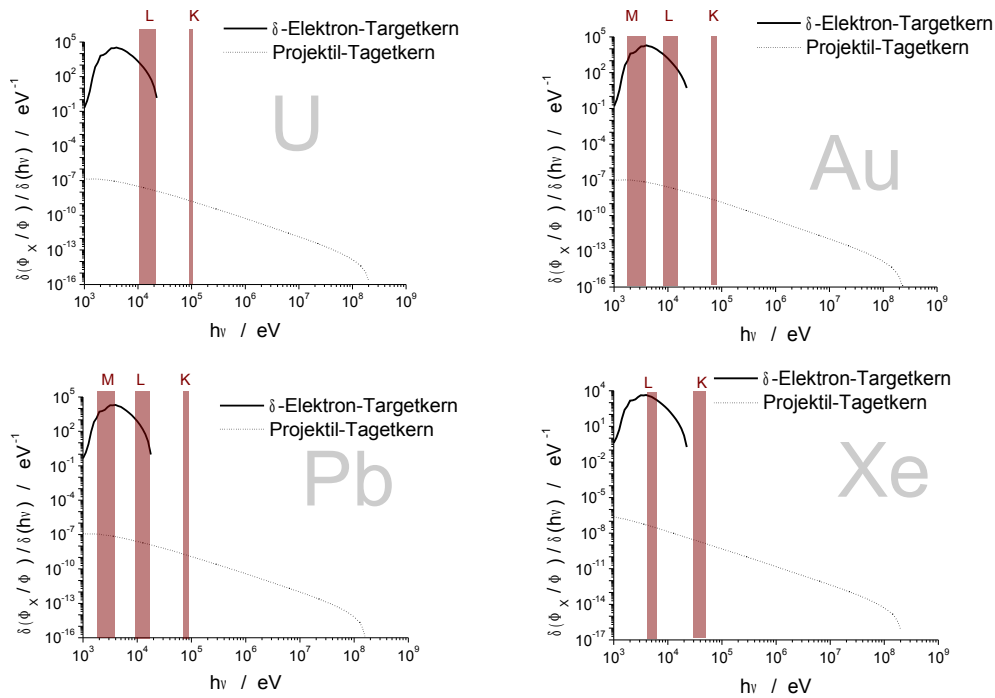 L K
δ-Elektron-Targetkern
Projektil-Tagetkern
U
10^5
10^2
10^-1
10^-4
10^-7
10^-10
10^-13
10^-16
δ(Φ_x/Φ)/δ(hν) / eV^-1
10^3 10^4 10^5 10^6 10^7 10^8 10^9
hν / eV
M L K
δ-Elektron-Targetkern
Projektil-Tagetkern
Au
10^5
10^2
10^-1
10^-4
10^-7
10^-10
10^-13
10^-16
δ(Φ_x/Φ)/δ(hν) / eV^-1
10^3 10^4 10^5 10^6 10^7 10^8 10^9
hν / eV
M L K
δ-Elektron-Targetkern
Projektil-Tagetkern
Pb
10^5
10^2
10^-1
10^-4
10^-7
10^-10
10^-13
10^-16
δ(Φ_x/Φ)/δ(hν) / eV^-1
10^3 10^4 10^5 10^6 10^7 10^8 10^9
hν / eV
L K
δ-Elektron-Targetkern
Projektil-Tagetkern
Xe
10^4
10^1
10^-2
10^-5
10^-8
10^-11
10^-14
10^-17
δ(Φ_x/Φ)/δ(hν) / eV^-1
10^3 10^4 10^5 10^6 10^7 10^8 10^9
hν / eV